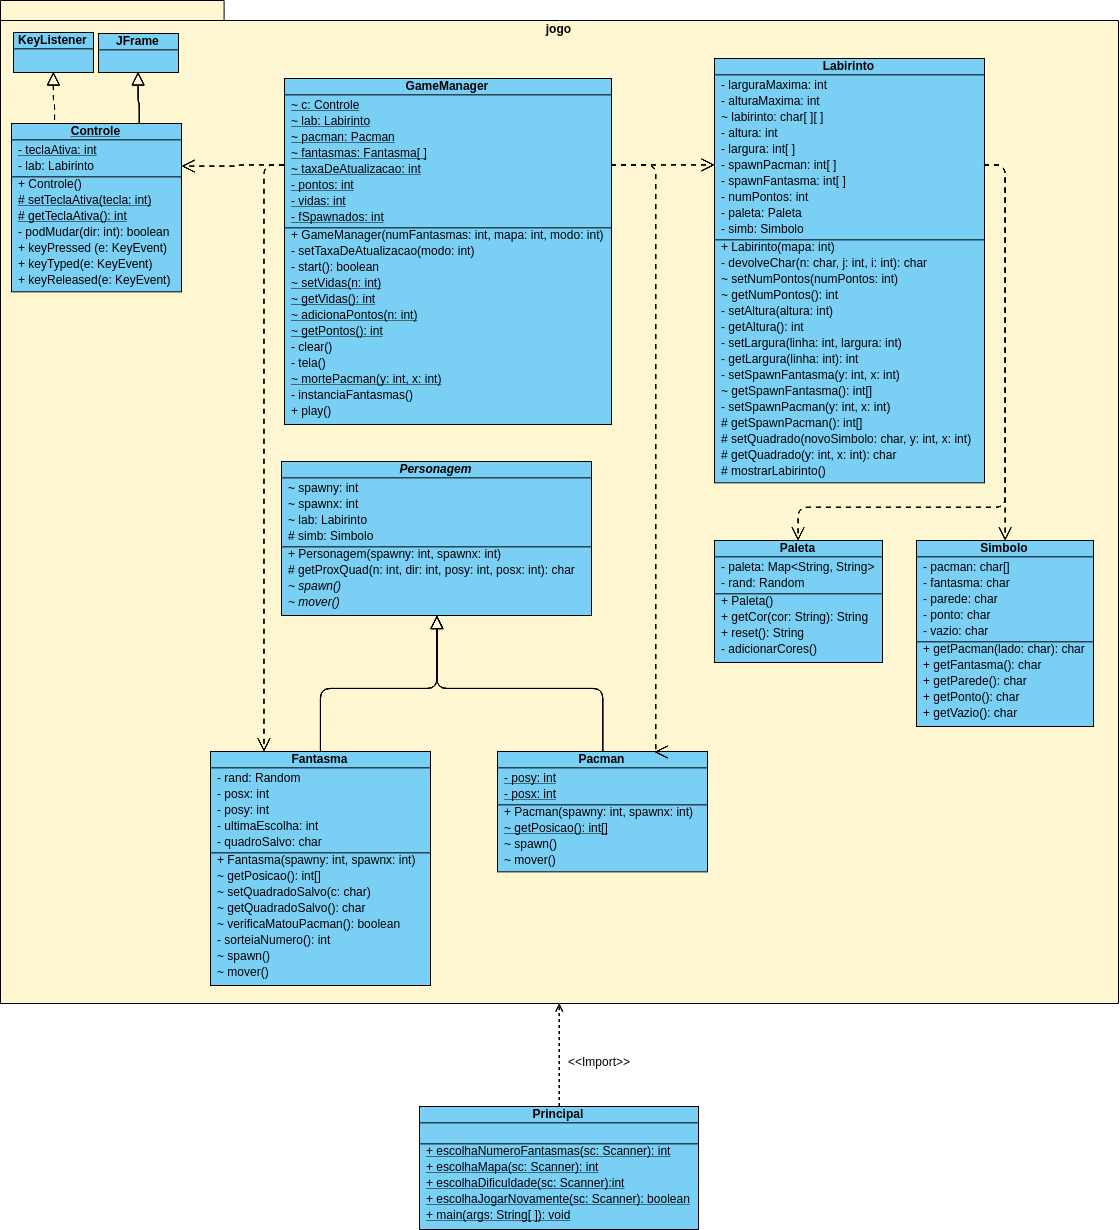 jogo
KeyListener
JFrame
Controle
- teclaAtiva: int
- lab: Labirinto
+ Controle()
# setTeclaAtiva(tecla: int)
# getTeclaAtiva(): int
- podMudar(dir: int): boolean
+ keyPressed (e: KeyEvent)
+ keyTyped(e: KeyEvent)
+ keyReleased(e: KeyEvent)
GameManager
~ c: Controle
~ lab: Labirinto
~ pacman: Pacman
~ fantasmas: Fantasma[ ]
~ taxaDeAtualizacao: int
- pontos: int
- vidas: int
- fSpawnados: int
+ GameManager(numFantasmas: int, mapa: int, modo: int)
- setTaxaDeAtualizacao(modo: int)
- start(): boolean
~ setVidas(n: int)
~ getVidas(): int
~ adicionaPontos(n: int)
~ getPontos(): int
- clear()
- tela()
~ mortePacman(y: int, x: int)
- instanciaFantasmas()
+ play()
Labirinto
- larguraMaxima: int
- alturaMaxima: int
~ labirinto: char[ ][ ]
- altura: int
- largura: int[ ]
- spawnPacman: int[ ]
- spawnFantasma: int[ ]
- numPontos: int
- paleta: Paleta
- simb: Simbolo
+ Labirinto(mapa: int)
- devolveChar(n: char, j: int, i: int): char
~ setNumPontos(numPontos: int)
~ getNumPontos(): int
- setAltura(altura: int)
- getAltura(): int
- setLargura(linha: int, largura: int)
- getLargura(linha: int): int
- setSpawnFantasma(y: int, x: int)
~ getSpawnFantasma(): int[]
- setSpawnPacman(y: int, x: int)
# getSpawnPacman(): int[]
# setQuadrado(novoSimbolo: char, y: int, x: int)
# getQuadrado(y: int, x: int): char
# mostrarLabirinto()
Personagem
~ spawny: int
~ spawnx: int
~ lab: Labirinto
# simb: Simbolo
+ Personagem(spawny: int, spawnx: int)
# getProxQuad(n: int, dir: int, posy: int, posx: int): char
~ spawn()
~ mover()
Paleta
- paleta: Map<String, String>
- rand: Random
+ Paleta()
+ getCor(cor: String): String
+ reset(): String
- adicionarCores()
Simbolo
- pacman: char[]
- fantasma: char
- parede: char
- ponto: char
- vazio: char
+ getPacman(lado: char): char
+ getFantasma(): char
+ getParede(): char
+ getPonto(): char
+ getVazio(): char
Fantasma
- rand: Random
- posx: int
- posy: int
- ultimaEscolha: int
- quadroSalvo: char
+ Fantasma(spawny: int, spawnx: int)
~ getPosicao(): int[]
~ setQuadradoSalvo(c: char)
~ getQuadradoSalvo(): char
~ verificaMatouPacman(): boolean
- sorteiaNumero(): int
~ spawn()
~ mover()
Pacman
- posy: int
- posx: int
+ Pacman(spawny: int, spawnx: int)
~ getPosicao(): int[]
~ spawn()
~ mover()
<<Import>>
Principal
+ escolhaNumeroFantasmas(sc: Scanner): int
+ escolhaMapa(sc: Scanner): int
+ escolhaDificuldade(sc: Scanner):int
+ escolhaJogarNovamente(sc: Scanner): boolean
+ main(args: String[ ]): void